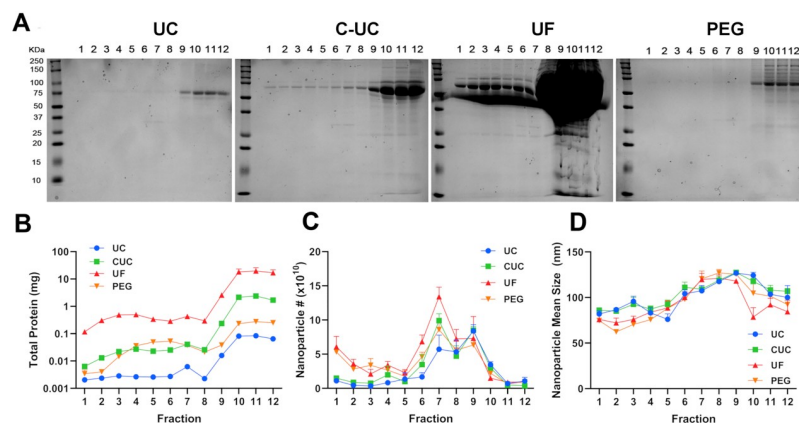 A
UC
C-UC
UF
PEG
KDa
1 2 3 4 5 6 7 8 9 10 11 12
1 2 3 4 5 6 7 8 9 10 11 12
1 2 3 4 5 6 7 8 9 10 11 12
1 2 3 4 5 6 7 8 9 10 11 12
250
150
100
75
50
37
25
20
15
10
B
UC
CUC
UF
PEG
Total Protein (mg)
100
10
1
0.1
0.01
0.001
1 2 3 4 5 6 7 8 9 10 11 12
Fraction
C
UC
CUC
UF
PEG
Nanoparticle # (x10¹⁰)
20
15
10
5
0
1 2 3 4 5 6 7 8 9 10 11 12
Fraction
D
Nanoparticle Mean Size (nm)
150
100
50
0
UC
CUC
UF
PEG
1 2 3 4 5 6 7 8 9 10 11 12
Fraction